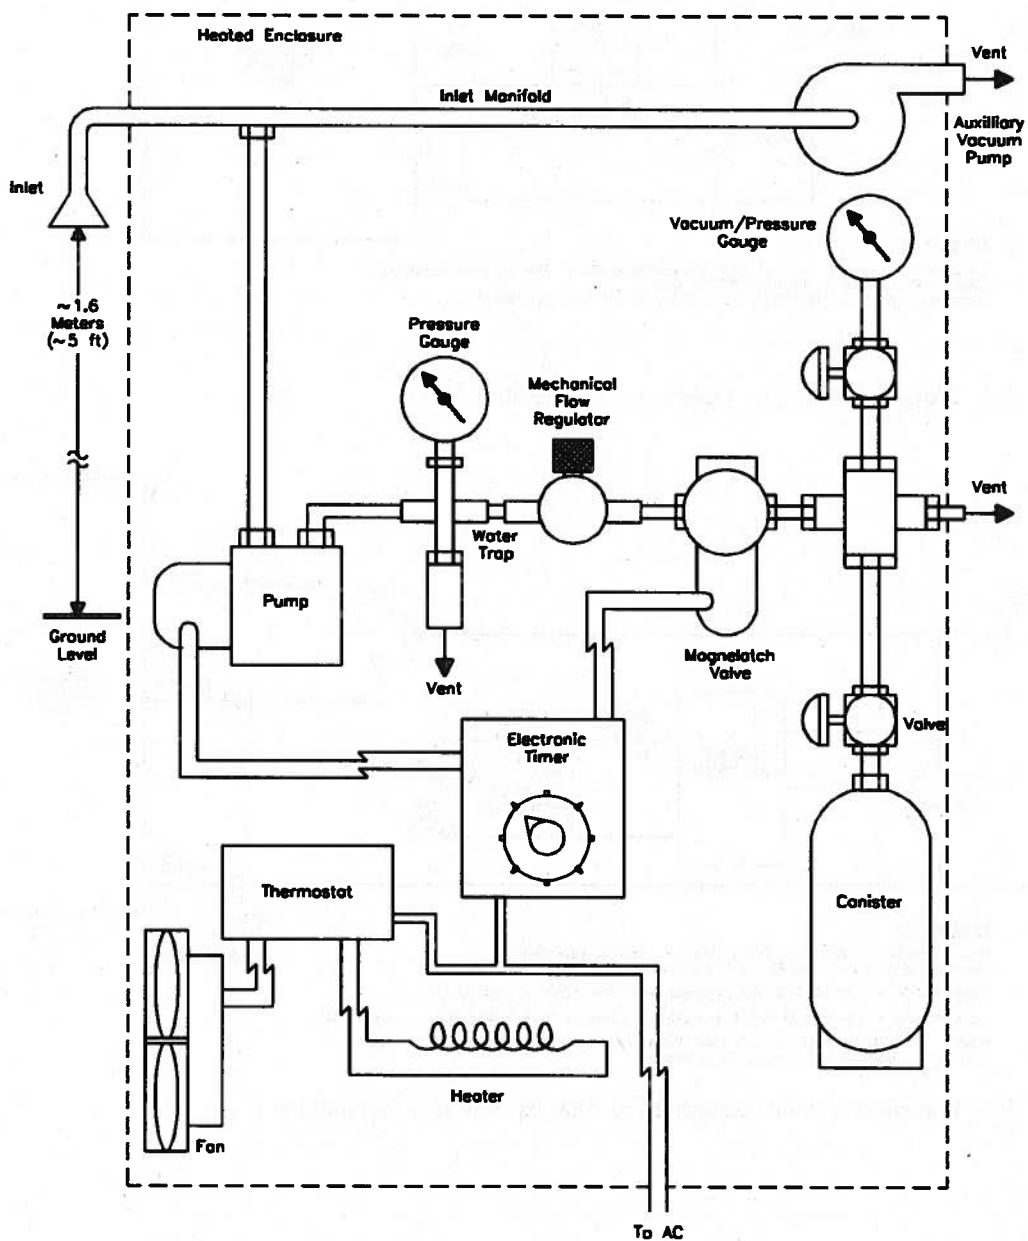 Heated Enclosure
Inlet Manifold
Vent
Auxilliary
Vacuum
Pump
Inlet
Vacuum/Pressure
Gauge
~1.6
Meters
(~5 ft)
Pressure
Gauge
Mechanical
Flow
Regulator
Vent
Water
Trap
Pump
Ground
Level
Vent
Magnelatch
Valve
Valve
Electronic
Timer
Thermostat
Canister
Heater
Fan
To AC